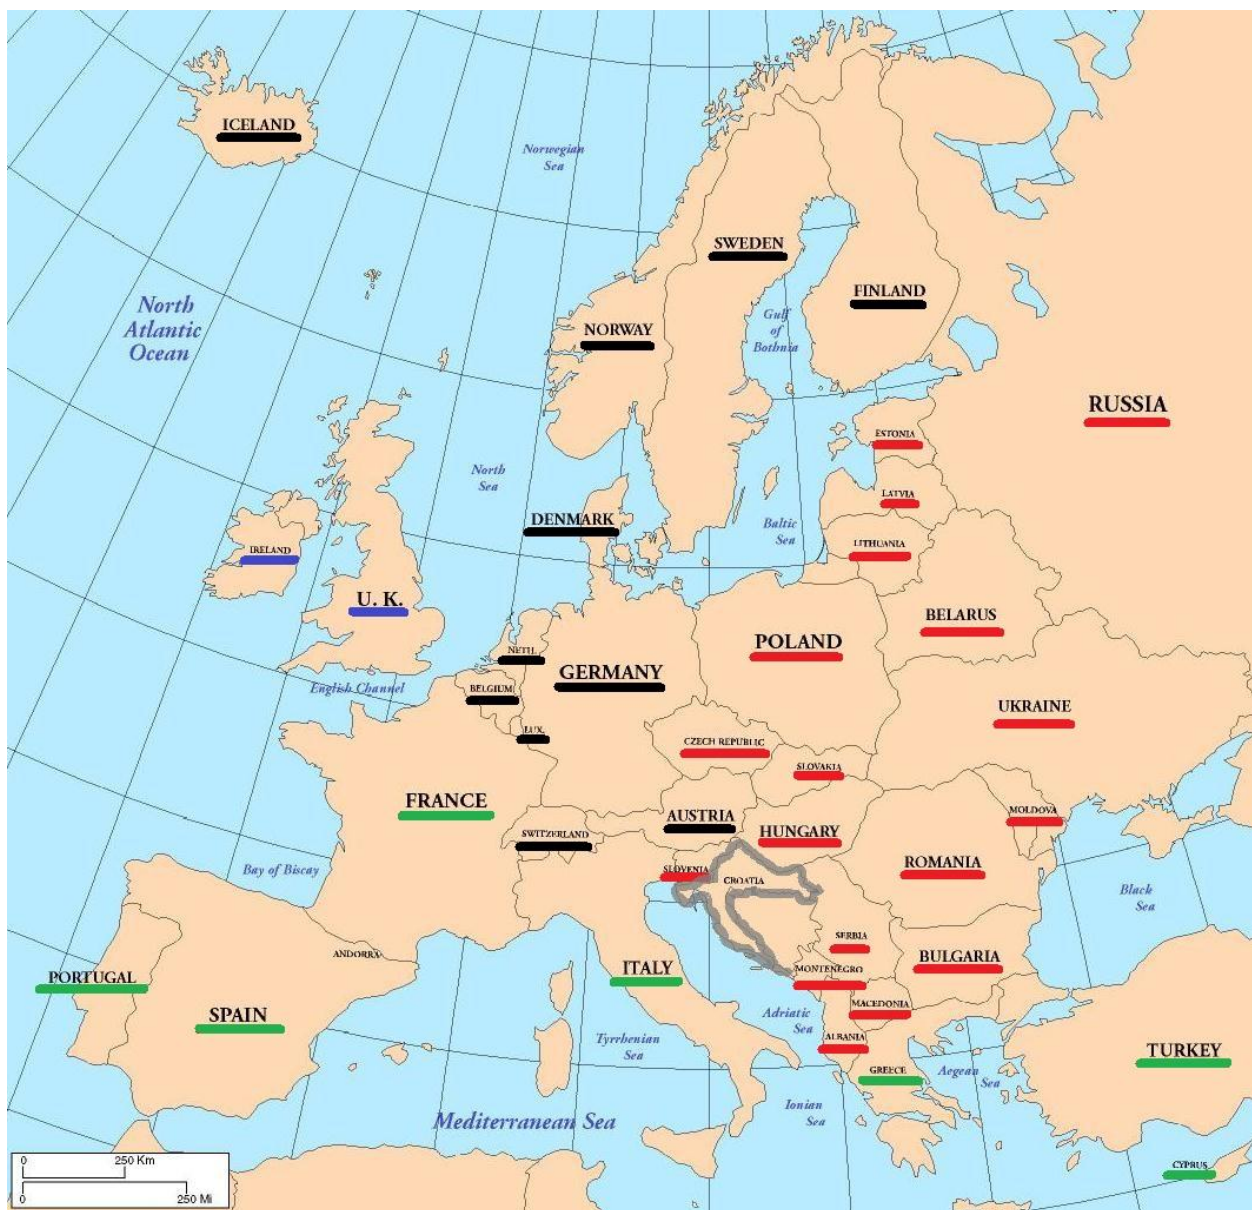 ICELAND
Norwegian
Sea
SWEDEN
FINLAND
North
Atlantic
Ocean
Gulf
of
Bothnia
NORWAY
RUSSIA
ESTONIA
North
Sea
LATVIA
DENMARK
Baltic
Sea
LITHUANIA
IRELAND
U. K.
BELARUS
POLAND
NETH.
GERMANY
English Channel
BELGIUM
UKRAINE
LUX.
CZECH REPUBLIC
SLOVAKIA
FRANCE
AUSTRIA
MOLDOVA
SWITZERLAND
HUNGARY
Bay of Biscay
SLOVENIA
CROATIA
ROMANIA
Black
Sea
SERBIA
ANDORRA
BULGARIA
PORTUGAL
ITALY
MONTENEGRO
SPAIN
MACEDONIA
Adriatic
Sea
Tyrrhenian
Sea
ALBANIA
TURKEY
GREECE
Aegean
Sea
Mediterranean Sea
Ionian
Sea
CYPRUS
0 250 Km
0 250 Mi